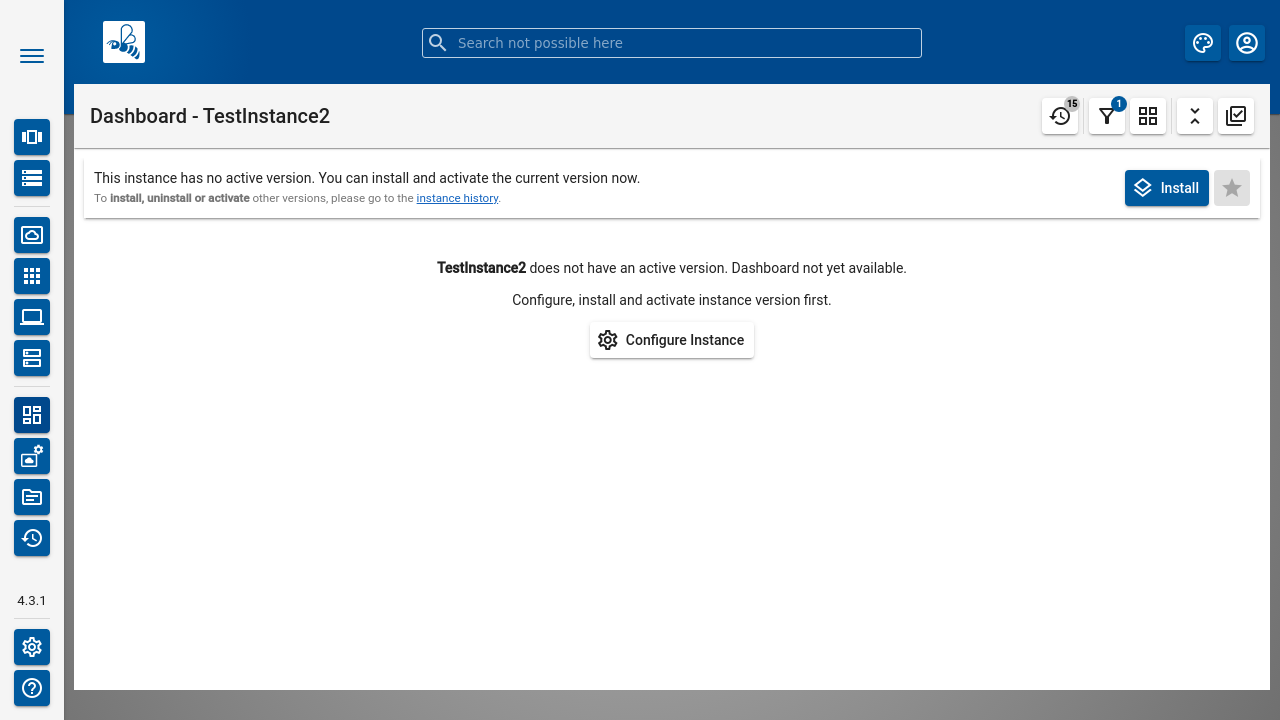 Search not possible here
Dashboard - TestInstance2
15
1
This instance has no active version. You can install and activate the current version now.
To install, uninstall or activate other versions, please go to the instance history.
Install
TestInstance2 does not have an active version. Dashboard not yet available.
Configure, install and activate instance version first.
Configure Instance
4.3.1